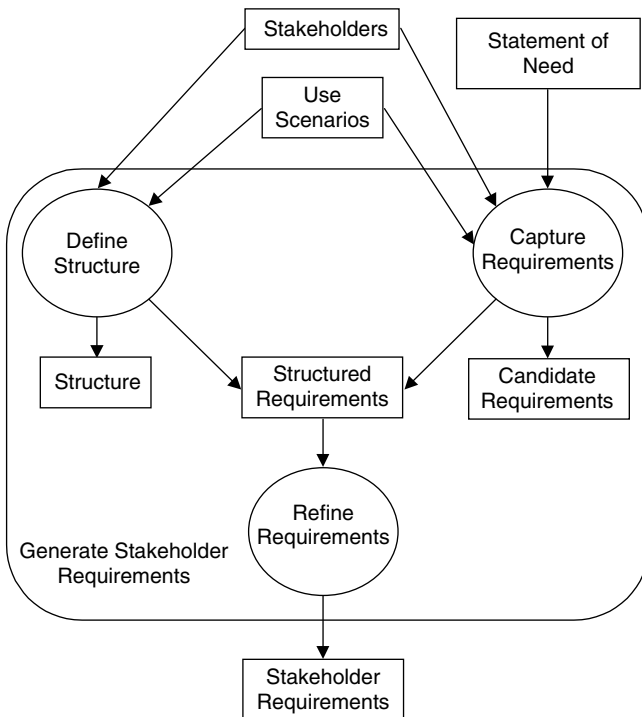 Stakeholders
Statement of
Need
Use
Scenarios
Define
Structure
Capture
Requirements
Structure
Structured
Requirements
Candidate
Requirements
Refine
Requirements
Generate Stakeholder
Requirements
Stakeholder
Requirements